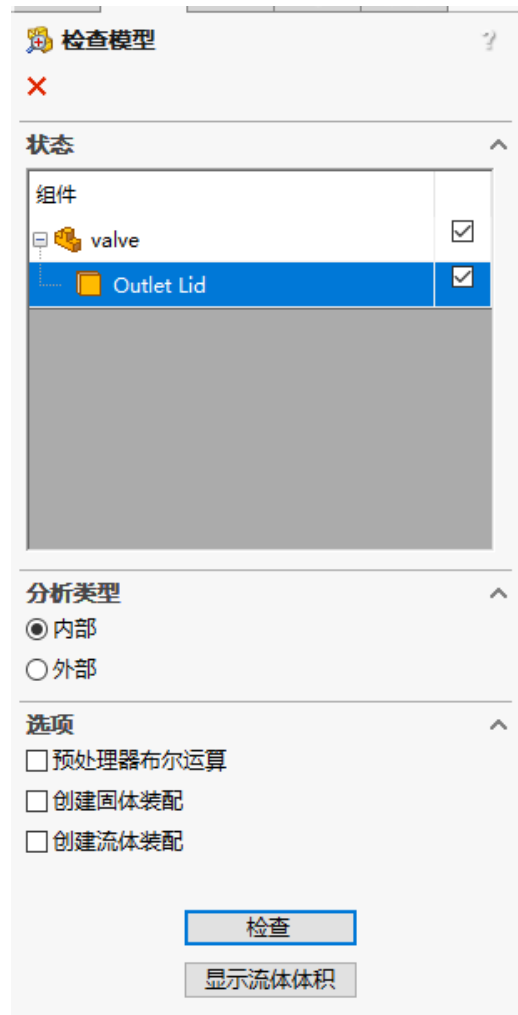 检查模型
?
状态
组件
valve
Outlet Lid
分析类型
内部
外部
选项
预处理器布尔运算
创建固体装配
创建流体装配
检查
显示流体体积